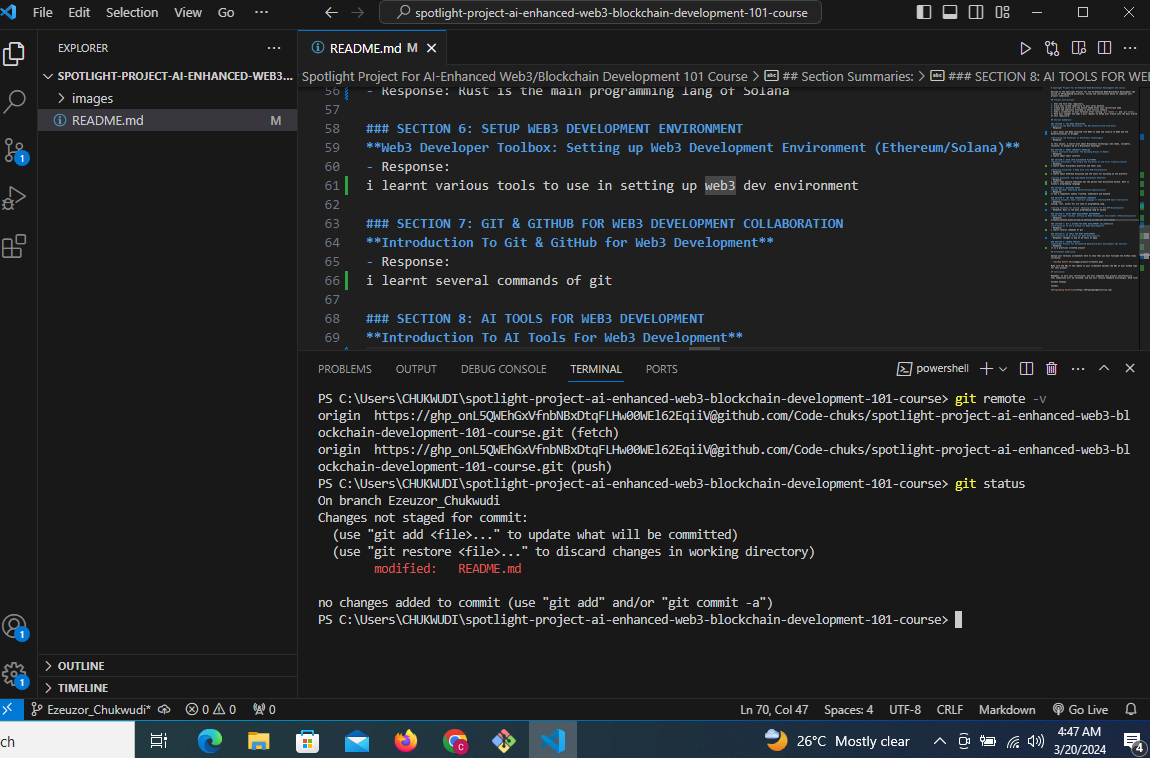 File Edit Selection View Go ···
spotlight-project-ai-enhanced-web3-blockchain-development-101-course
EXPLORER ···
SPOTLIGHT-PROJECT-AI-ENHANCED-WEB3...
images
README.md M
README.md M
Spotlight Project For AI-Enhanced Web3/Blockchain Development 101 Course > ## Section Summaries: > ### SECTION 8: AI TOOLS FOR WE
56 - Response: Rust is the main programming lang of Solana
57
58 ### SECTION 6: SETUP WEB3 DEVELOPMENT ENVIRONMENT
59 **Web3 Developer Toolbox: Setting up Web3 Development Environment (Ethereum/Solana)**
60 - Response:
61 i learnt various tools to use in setting up web3 dev environment
62
63 ### SECTION 7: GIT & GITHUB FOR WEB3 DEVELOPMENT COLLABORATION
64 **Introduction To Git & GitHub for Web3 Development**
65 - Response:
66 i learnt several commands of git
67
68 ### SECTION 8: AI TOOLS FOR WEB3 DEVELOPMENT
69 **Introduction To AI Tools For Web3 Development**
PROBLEMS OUTPUT DEBUG CONSOLE TERMINAL PORTS
powershell
PS C:\Users\CHUKWUDI\spotlight-project-ai-enhanced-web3-blockchain-development-101-course> git remote -v
origin https://@github.com/Code-chuks/spotlight-project-ai-enhanced-web3-bl
ockchain-development-101-course.git (fetch)
origin https://@github.com/Code-chuks/spotlight-project-ai-enhanced-web3-bl
ockchain-development-101-course.git (push)
PS C:\Users\CHUKWUDI\spotlight-project-ai-enhanced-web3-blockchain-development-101-course> git status
On branch Ezeuzor_Chukwudi
Changes not staged for commit:
(use "git add <file>..." to update what will be committed)
(use "git restore <file>..." to discard changes in working directory)
modified: README.md
no changes added to commit (use "git add" and/or "git commit -a")
PS C:\Users\CHUKWUDI\spotlight-project-ai-enhanced-web3-blockchain-development-101-course>
1
1
1
OUTLINE
TIMELINE
Ezeuzor_Chukwudi* 0 0 0
Ln 70, Col 47 Spaces: 4 UTF-8 CRLF Markdown Go Live
ch
26°C Mostly clear
4:47 AM
3/20/2024
4